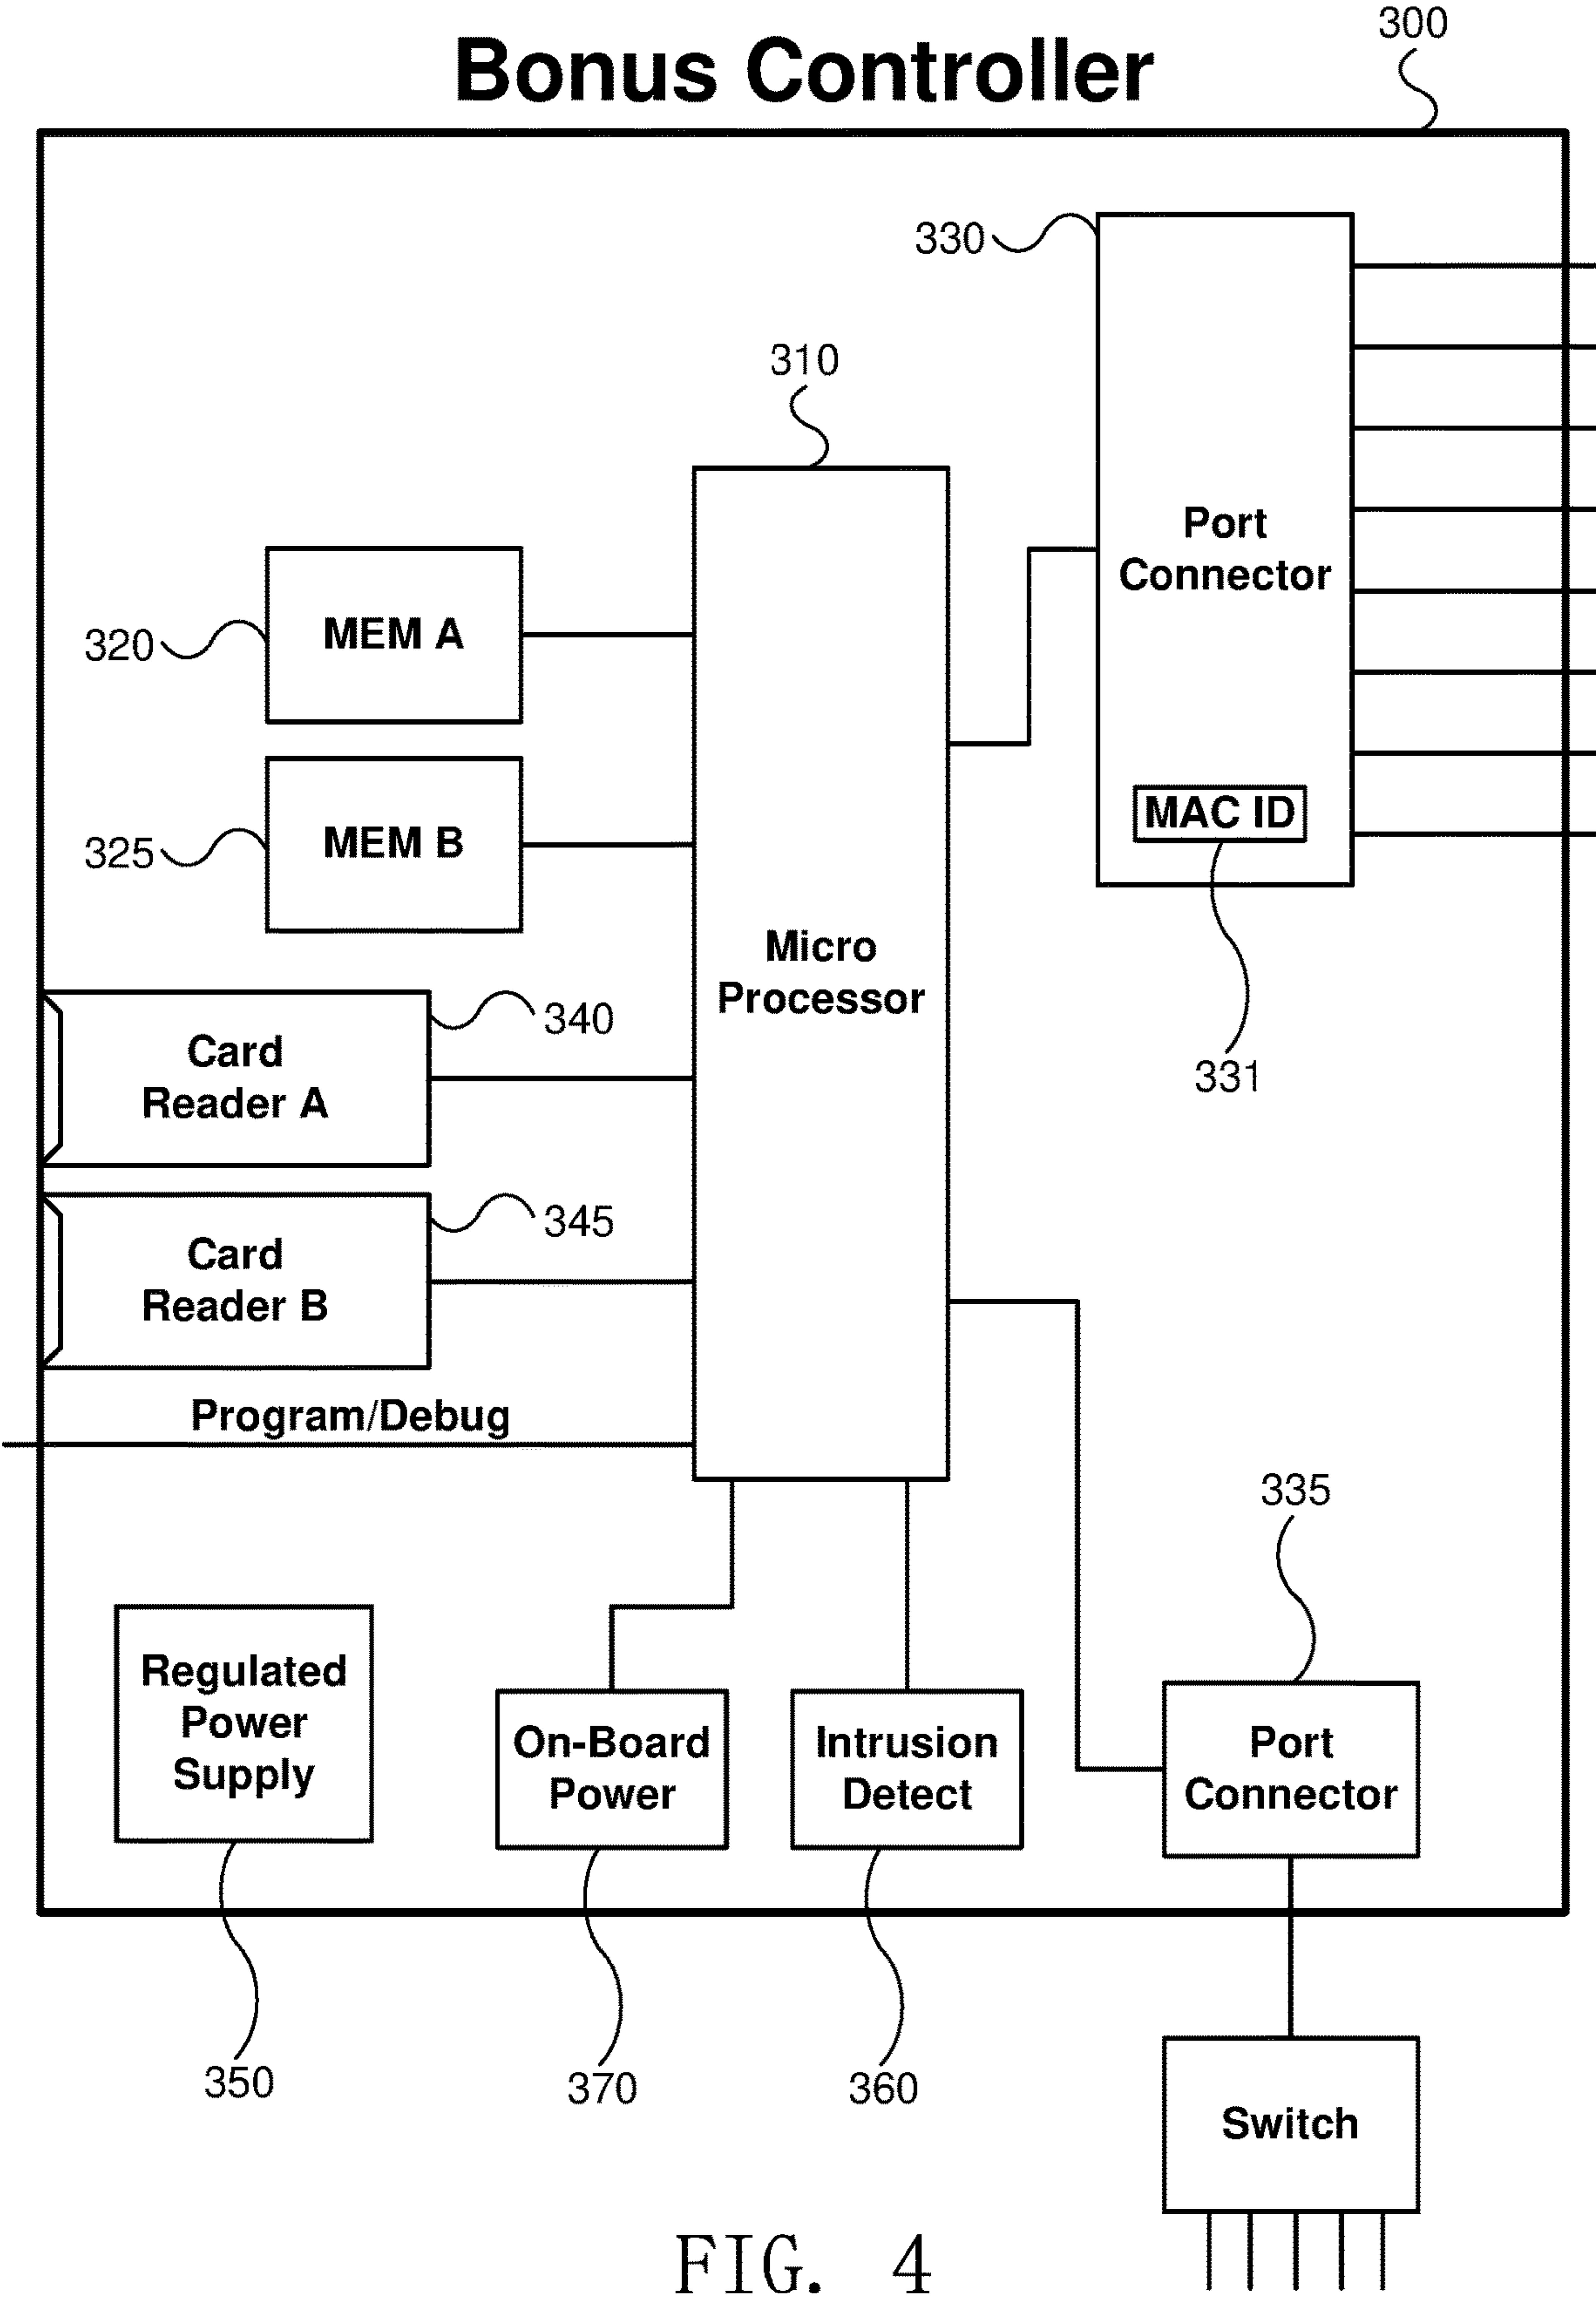 300
Bonus Controller
330
310
Port
Connector
MEM A
320
MAC ID
MEM B
325
Micro
Processor
340
Card
Reader A
331
345
Card
Reader B
Program/Debug
335
Regulated
Power
Supply
On-Board
Power
Intrusion
Detect
Port
Connector
350
370
360
Switch
FIG. 4